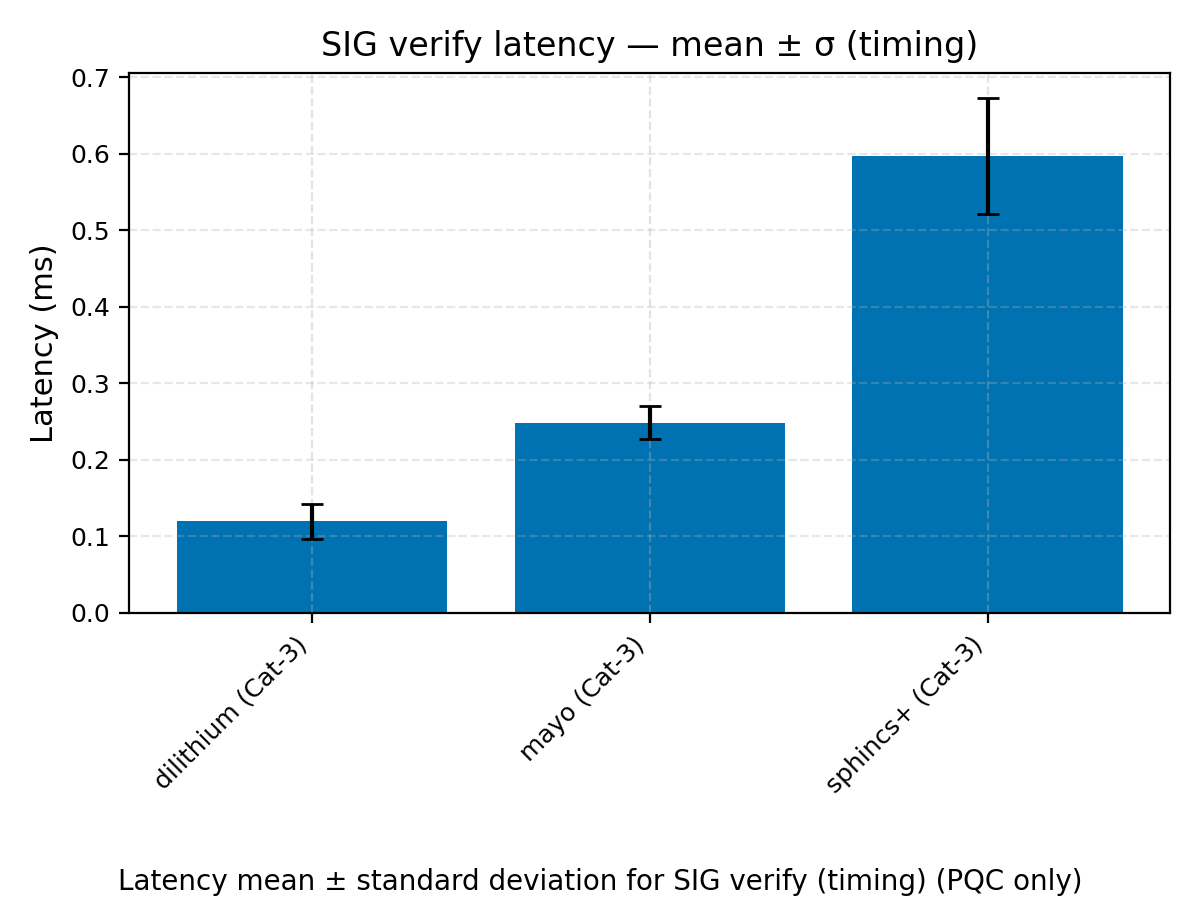 SIG verify latency — mean ± σ (timing)
Latency (ms)
0.7
0.6
0.5
0.4
0.3
0.2
0.1
0.0
dilithium (Cat-3)
mayo (Cat-3)
sphincs+ (Cat-3)
Latency mean ± standard deviation for SIG verify (timing) (PQC only)